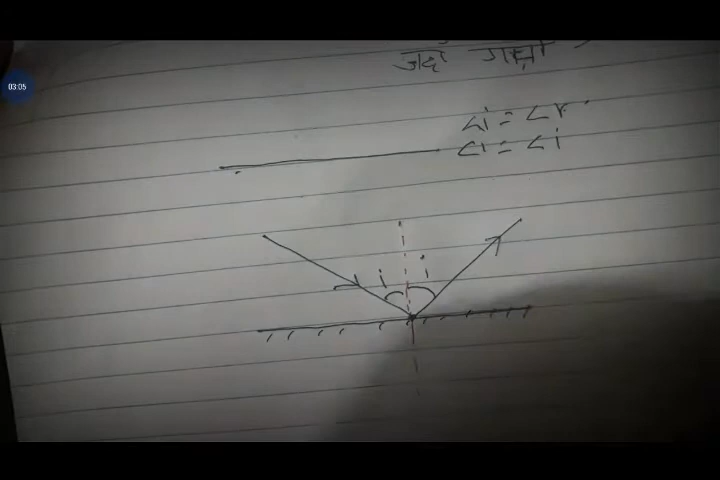 03:05
∠i = ∠r
∠i = ∠i
i i